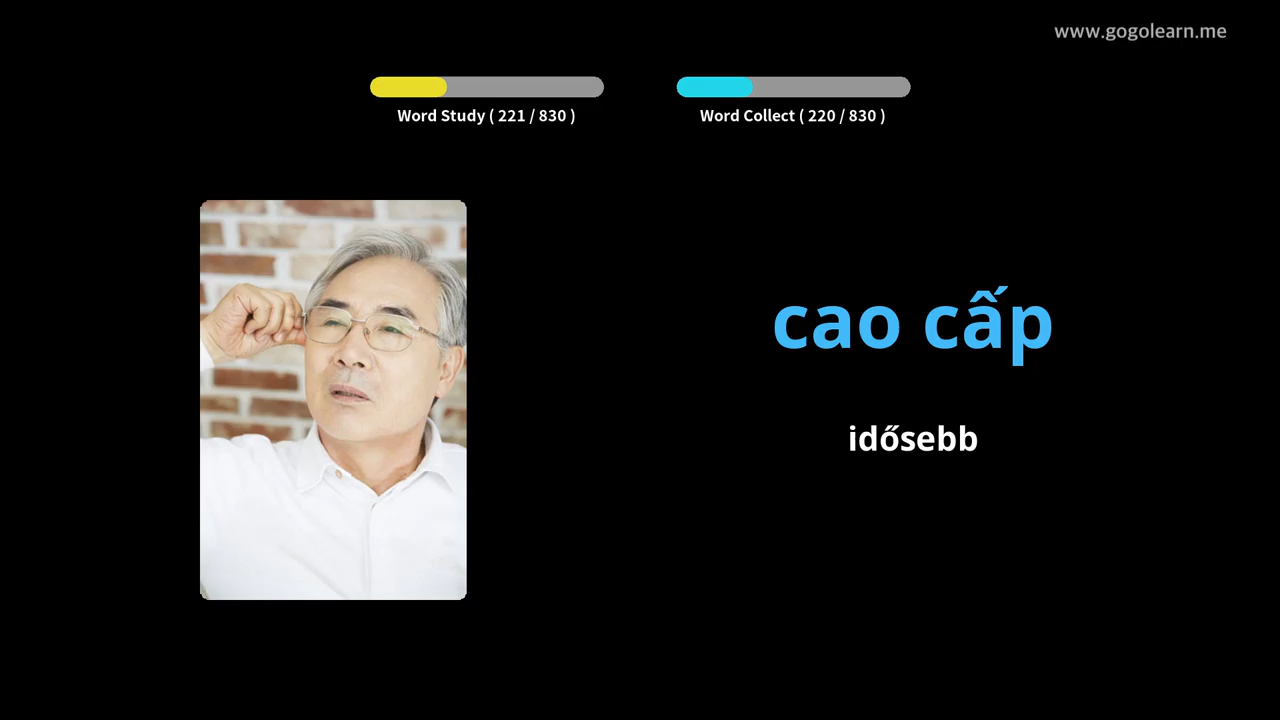 www.gogolearn.me
Word Study ( 221 / 830 )
Word Collect ( 220 / 830 )
cao cấp
idősebb